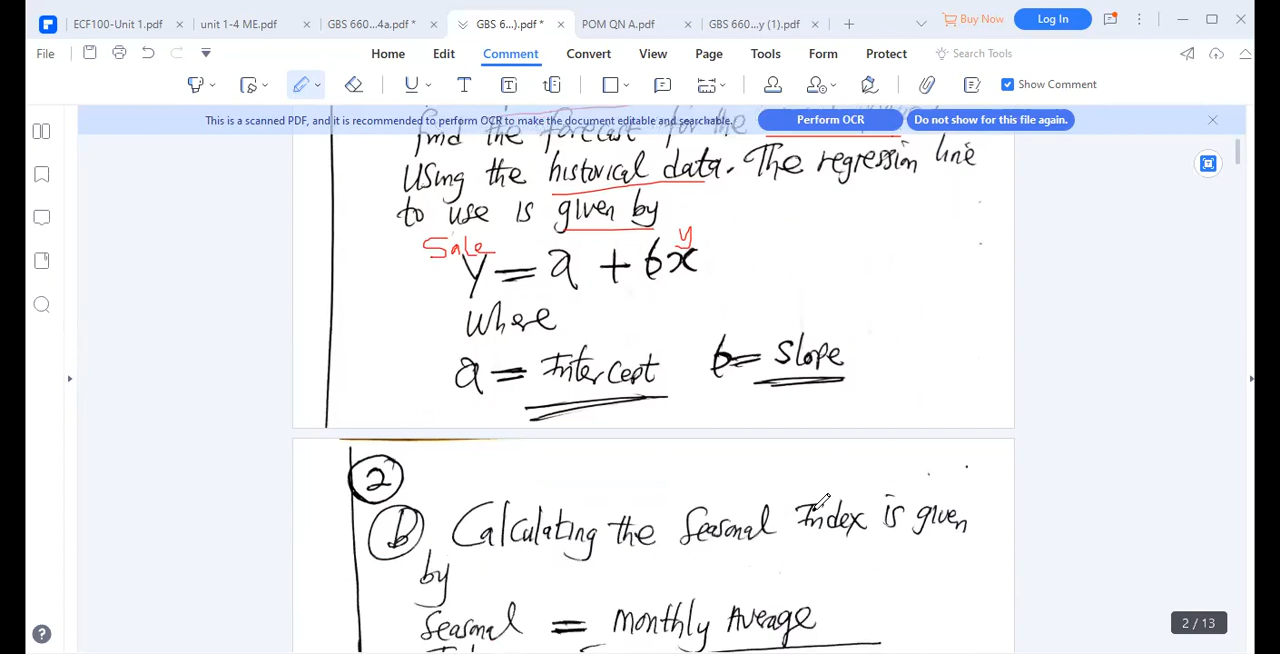 ECF100-Unit 1.pdf
unit 1-4 ME.pdf
GBS 660...4a.pdf *
GBS 6...).pdf *
POM QN A.pdf
GBS 660...y (1).pdf
Buy Now
Log In
File
Home
Edit
Comment
Convert
View
Page
Tools
Form
Protect
Search Tools
Show Comment
This is a scanned PDF, and it is recommended to perform OCR to make the document editable and searchable.
Perform OCR
Do not show for this file again.
find the forecast for the
Using the historical data. The regression line
to use is given by
Sale
y
Y = a + bx
Where
a = Intercept b = Slope
2
B, Calculating the Seasonal Index is given
by
Seasonal = Monthly Average
2 / 13